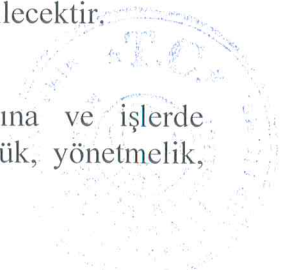 lecektir.
T.C.
ına ve işlerde
ük, yönetmelik,